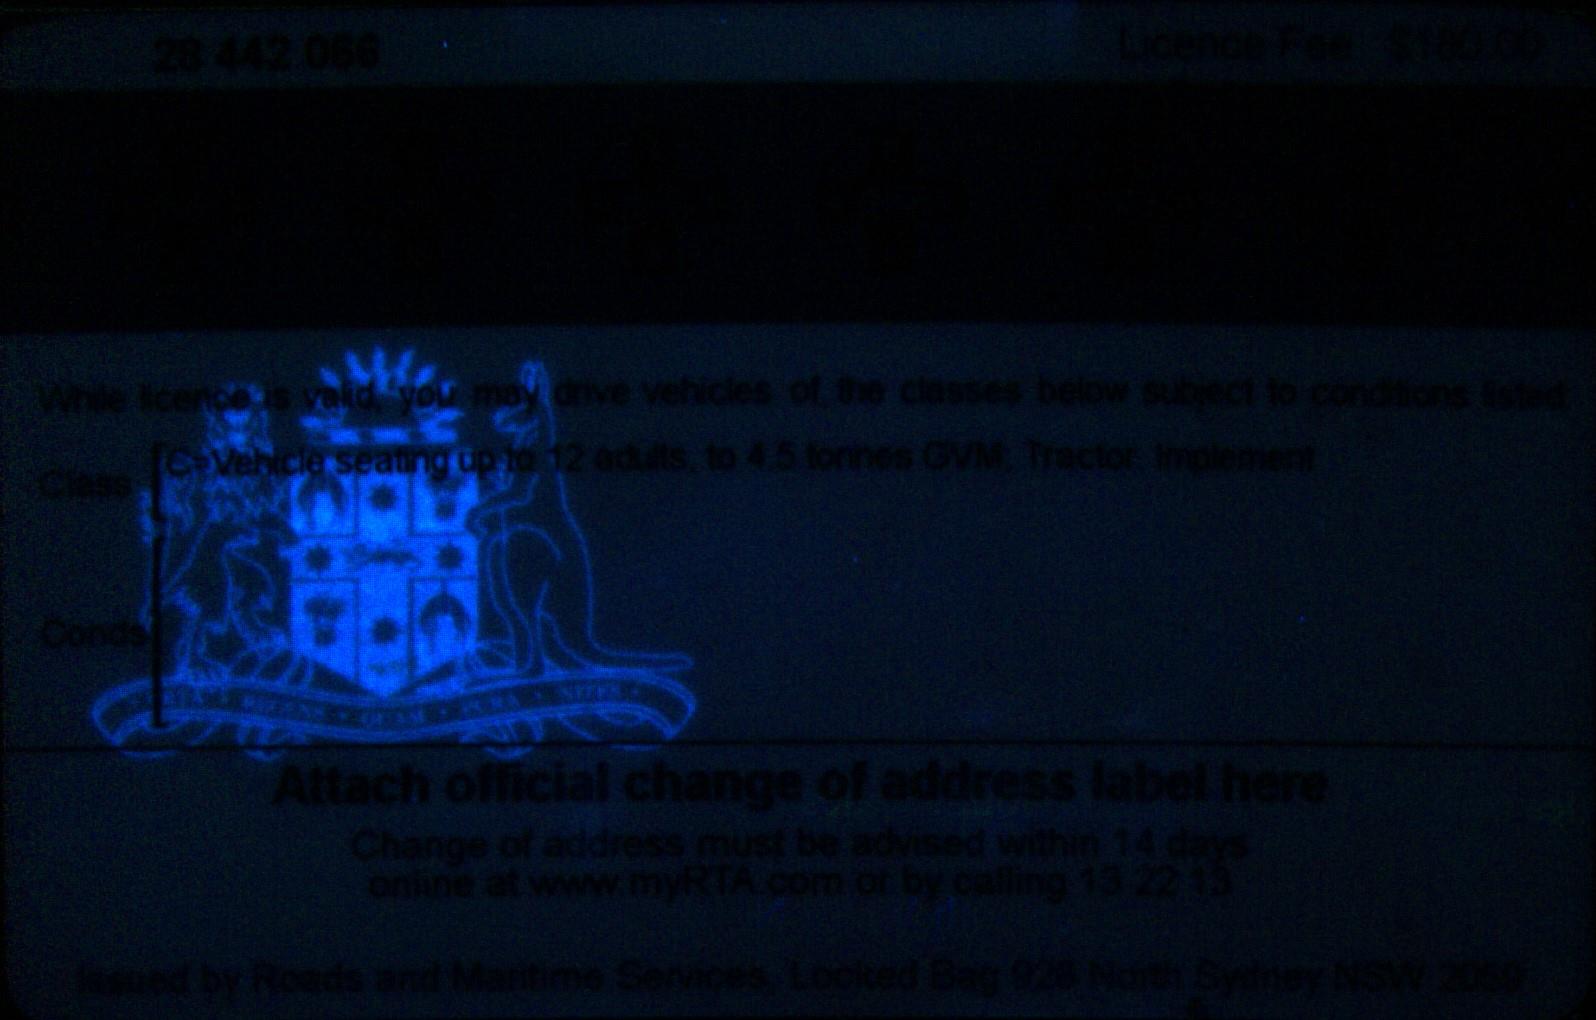 28 442 066 Licence Fee $180.00
While licence is valid, you may drive vehicles of the classes below subject to conditions listed.
Class C=Vehicle seating up to 12 adults, to 4.5 tonnes GVM; Tractor; Implement
Conds
Attach official change of address label here
Change of address must be advised within 14 days
online at www.myRTA.com or by calling 13 22 13
Issued by Roads and Maritime Services, Locked Bag 928 North Sydney NSW 2059